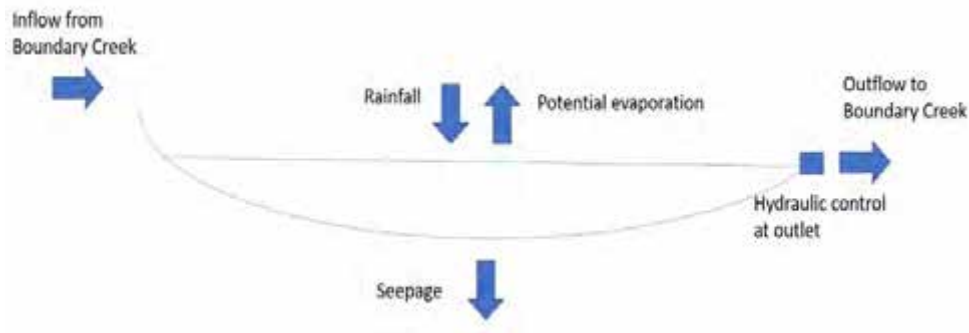 Inflow from
Boundary Creek
Rainfall
Potential evaporation
Outflow to
Boundary Creek
Hydraulic control
at outlet
Seepage